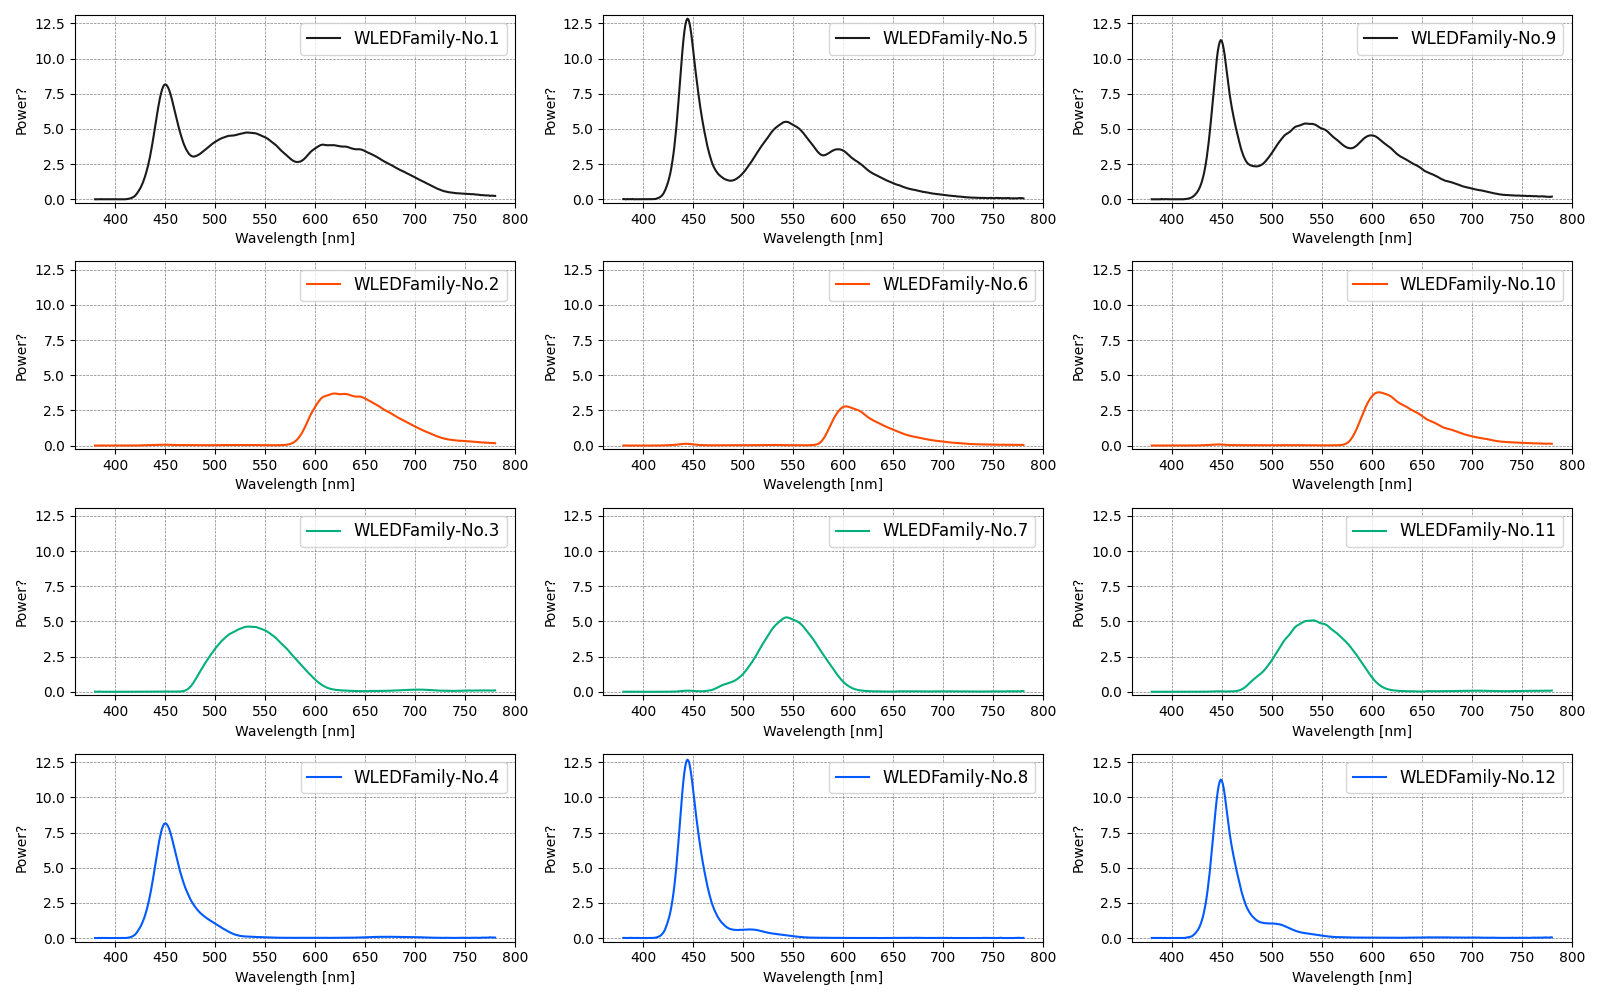 WLEDFamily-No.1
Power?
12.5
10.0
7.5
5.0
2.5
0.0
400 450 500 550 600 650 700 750 800
Wavelength [nm]
WLEDFamily-No.5
Power?
12.5
10.0
7.5
5.0
2.5
0.0
400 450 500 550 600 650 700 750 800
Wavelength [nm]
WLEDFamily-No.9
Power?
12.5
10.0
7.5
5.0
2.5
0.0
400 450 500 550 600 650 700 750 800
Wavelength [nm]
WLEDFamily-No.2
Power?
12.5
10.0
7.5
5.0
2.5
0.0
400 450 500 550 600 650 700 750 800
Wavelength [nm]
WLEDFamily-No.6
Power?
12.5
10.0
7.5
5.0
2.5
0.0
400 450 500 550 600 650 700 750 800
Wavelength [nm]
WLEDFamily-No.10
Power?
12.5
10.0
7.5
5.0
2.5
0.0
400 450 500 550 600 650 700 750 800
Wavelength [nm]
WLEDFamily-No.3
Power?
12.5
10.0
7.5
5.0
2.5
0.0
400 450 500 550 600 650 700 750 800
Wavelength [nm]
WLEDFamily-No.7
Power?
12.5
10.0
7.5
5.0
2.5
0.0
400 450 500 550 600 650 700 750 800
Wavelength [nm]
WLEDFamily-No.11
Power?
12.5
10.0
7.5
5.0
2.5
0.0
400 450 500 550 600 650 700 750 800
Wavelength [nm]
WLEDFamily-No.4
Power?
12.5
10.0
7.5
5.0
2.5
0.0
400 450 500 550 600 650 700 750 800
Wavelength [nm]
WLEDFamily-No.8
Power?
12.5
10.0
7.5
5.0
2.5
0.0
400 450 500 550 600 650 700 750 800
Wavelength [nm]
WLEDFamily-No.12
Power?
12.5
10.0
7.5
5.0
2.5
0.0
400 450 500 550 600 650 700 750 800
Wavelength [nm]